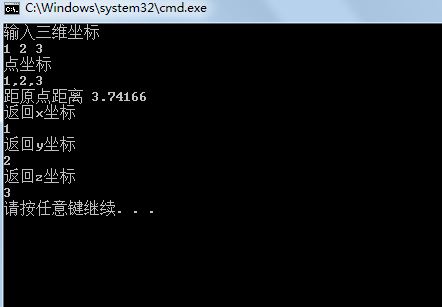 C:\Windows\system32\cmd.exe
输入三维坐标
1 2 3
点坐标
1,2,3
距原点距离 3.74166
返回x坐标
1
返回y坐标
2
返回z坐标
3
请按任意键继续. . .